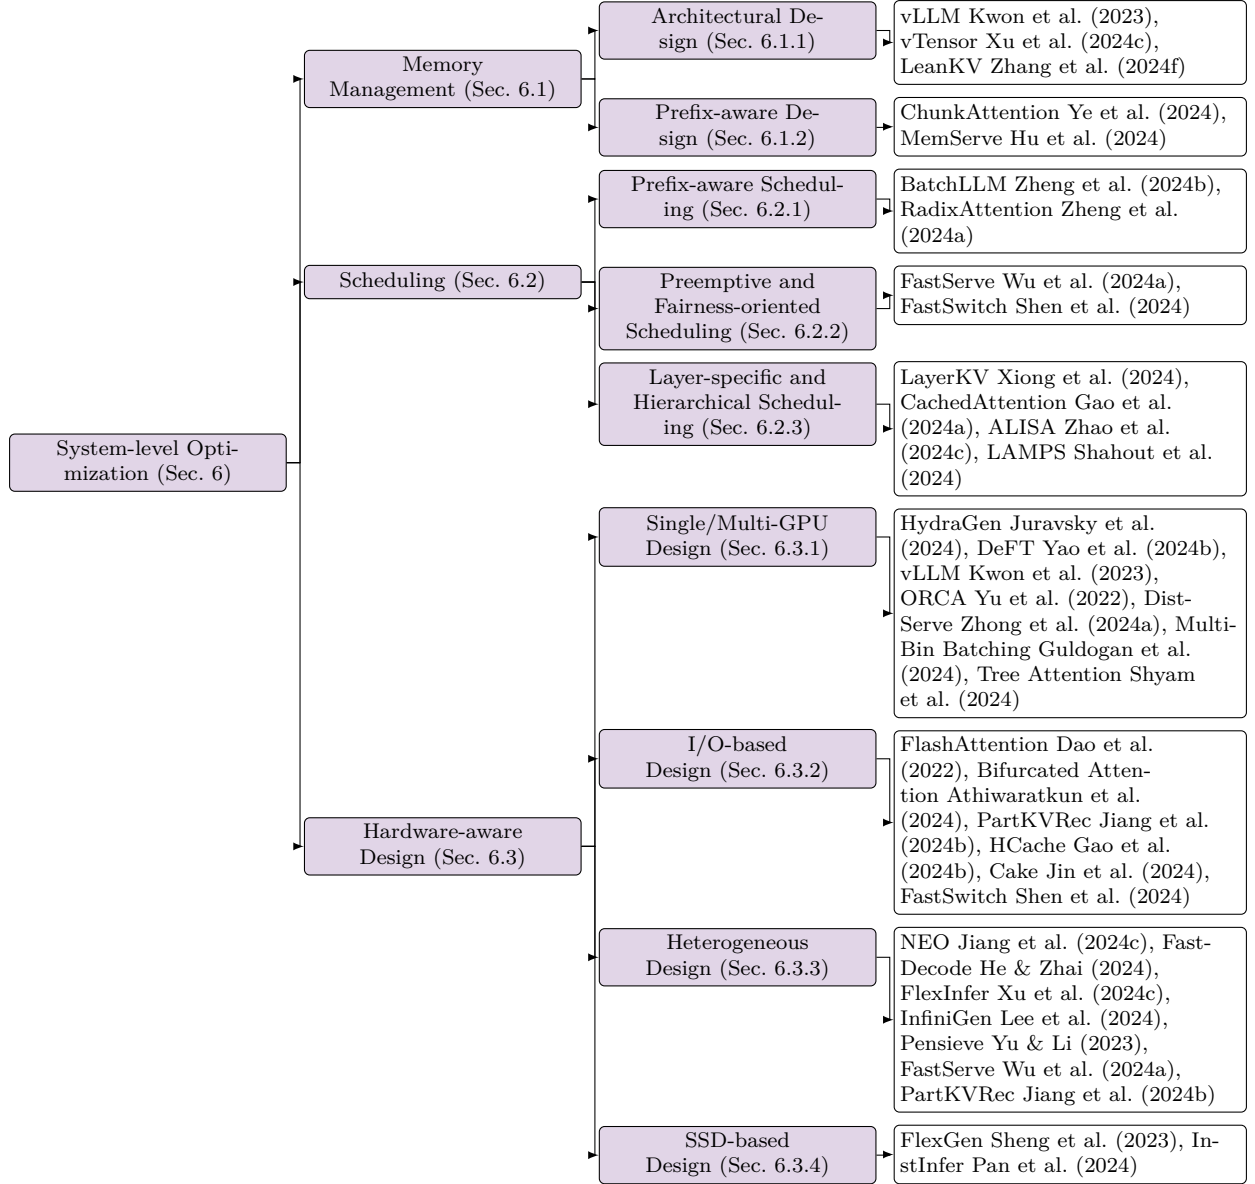 System-level Opti-
mization (Sec. 6)
Memory
Management (Sec. 6.1)
Architectural De-
sign (Sec. 6.1.1)
vLLM Kwon et al. (2023),
vTensor Xu et al. (2024c),
LeanKV Zhang et al. (2024f)
Prefix-aware De-
sign (Sec. 6.1.2)
ChunkAttention Ye et al. (2024),
MemServe Hu et al. (2024)
Scheduling (Sec. 6.2)
Prefix-aware Schedul-
ing (Sec. 6.2.1)
BatchLLM Zheng et al. (2024b),
RadixAttention Zheng et al.
(2024a)
Preemptive and
Fairness-oriented
Scheduling (Sec. 6.2.2)
FastServe Wu et al. (2024a),
FastSwitch Shen et al. (2024)
Layer-specific and
Hierarchical Schedul-
ing (Sec. 6.2.3)
LayerKV Xiong et al. (2024),
CachedAttention Gao et al.
(2024a), ALISA Zhao et al.
(2024c), LAMPS Shahout et al.
(2024)
Hardware-aware
Design (Sec. 6.3)
Single/Multi-GPU
Design (Sec. 6.3.1)
HydraGen Juravsky et al.
(2024), DeFT Yao et al. (2024b),
vLLM Kwon et al. (2023),
ORCA Yu et al. (2022), Dist-
Serve Zhong et al. (2024a), Multi-
Bin Batching Guldogan et al.
(2024), Tree Attention Shyam
et al. (2024)
I/O-based
Design (Sec. 6.3.2)
FlashAttention Dao et al.
(2022), Bifurcated Atten-
tion Athiwaratkun et al.
(2024), PartKVRec Jiang et al.
(2024b), HCache Gao et al.
(2024b), Cake Jin et al. (2024),
FastSwitch Shen et al. (2024)
Heterogeneous
Design (Sec. 6.3.3)
NEO Jiang et al. (2024c), Fast-
Decode He & Zhai (2024),
FlexInfer Xu et al. (2024c),
InfiniGen Lee et al. (2024),
Pensieve Yu & Li (2023),
FastServe Wu et al. (2024a),
PartKVRec Jiang et al. (2024b)
SSD-based
Design (Sec. 6.3.4)
FlexGen Sheng et al. (2023), In-
stInfer Pan et al. (2024)